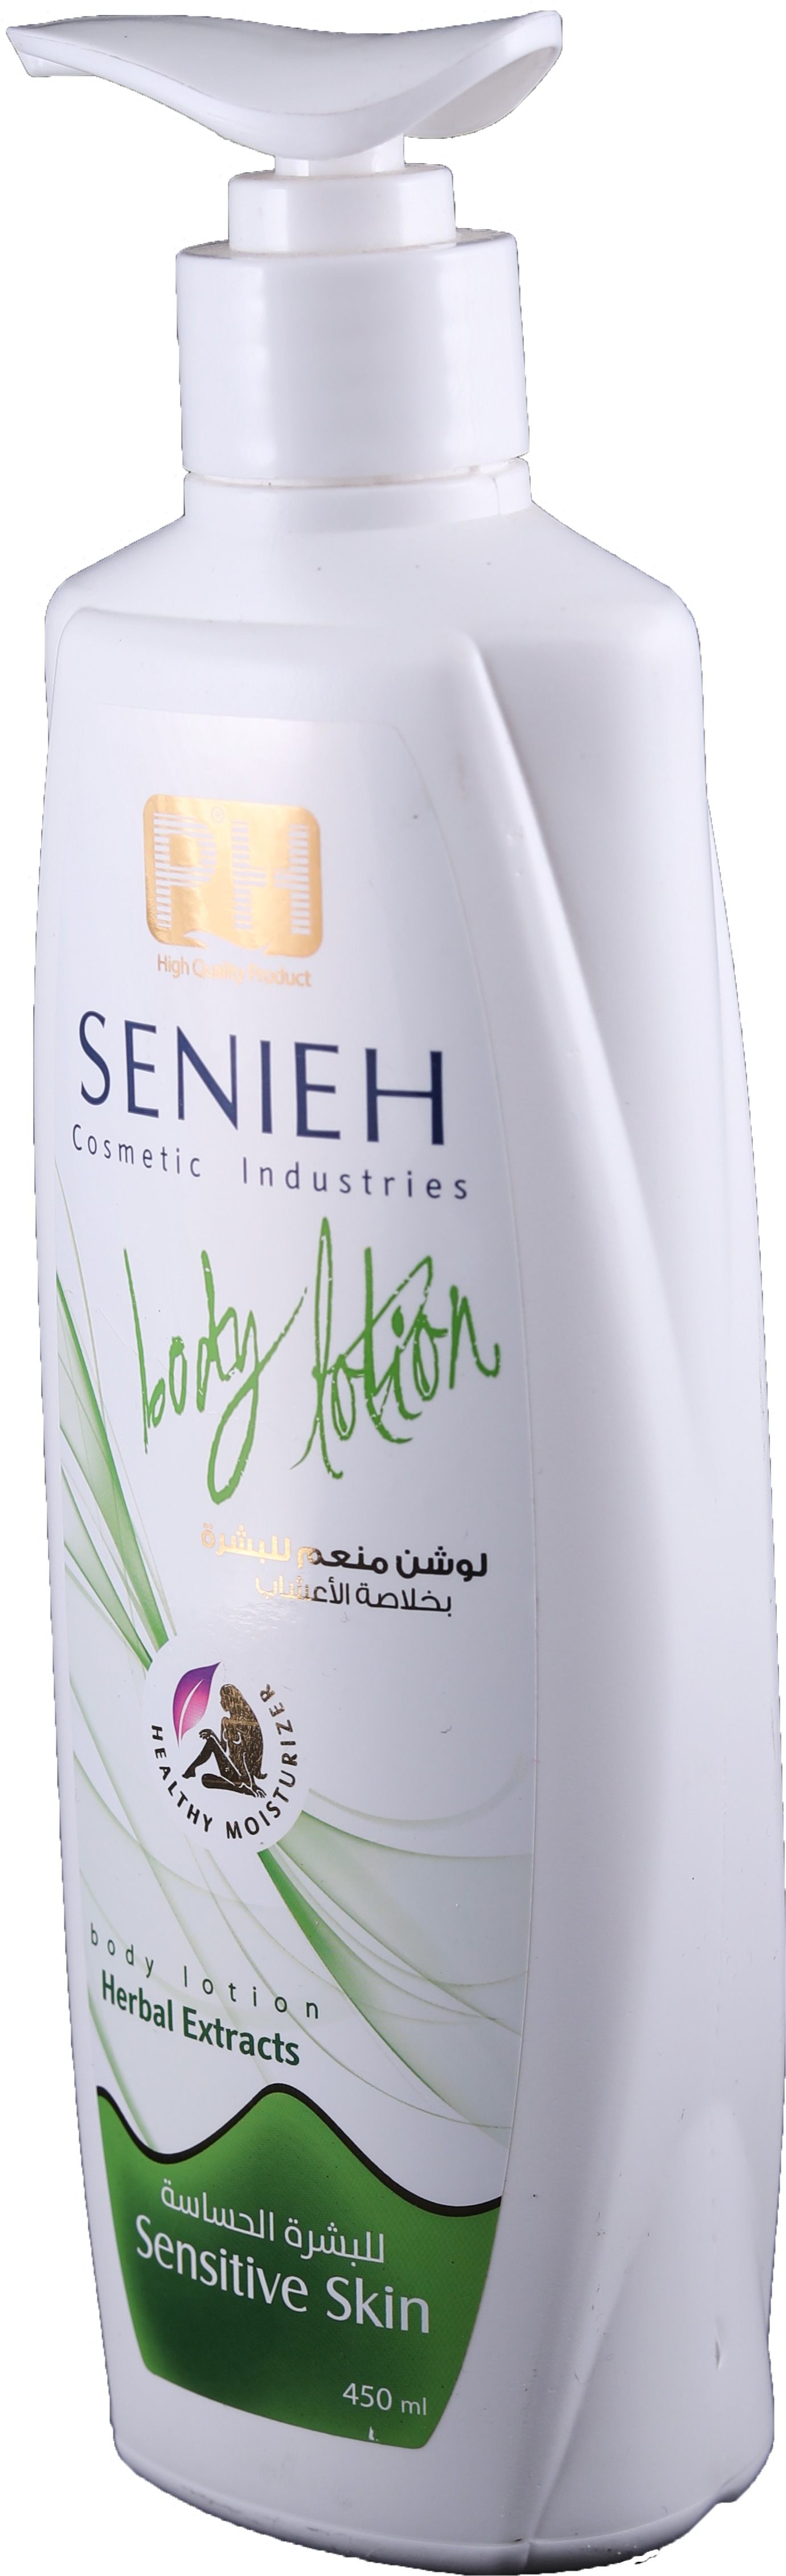 PH®
High Quality Product
SENIEH
Cosmetic Industries
body lotion
لوشن منعم للبشرة
بخلاصة الأعشاب
HEALTHY MOISTURIZER
body lotion
Herbal Extracts
للبشرة الحساسة
Sensitive Skin
450 ml